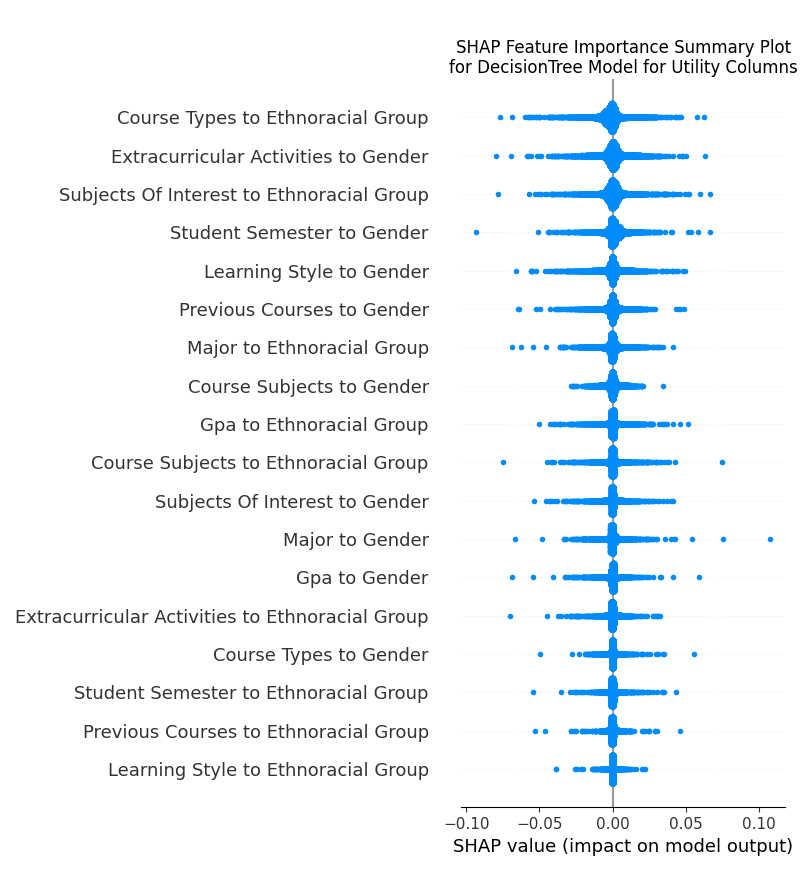 SHAP Feature Importance Summary Plot
for DecisionTree Model for Utility Columns
Course Types to Ethnoracial Group
Extracurricular Activities to Gender
Subjects Of Interest to Ethnoracial Group
Student Semester to Gender
Learning Style to Gender
Previous Courses to Gender
Major to Ethnoracial Group
Course Subjects to Gender
Gpa to Ethnoracial Group
Course Subjects to Ethnoracial Group
Subjects Of Interest to Gender
Major to Gender
Gpa to Gender
Extracurricular Activities to Ethnoracial Group
Course Types to Gender
Student Semester to Ethnoracial Group
Previous Courses to Ethnoracial Group
Learning Style to Ethnoracial Group
−0.10 −0.05 0.00 0.05 0.10
SHAP value (impact on model output)